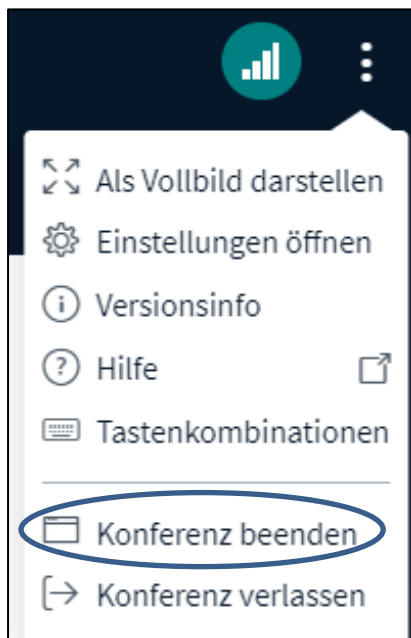 Als Vollbild darstellen
Einstellungen öffnen
Versionsinfo
Hilfe
Tastenkombinationen
Konferenz beenden
Konferenz verlassen